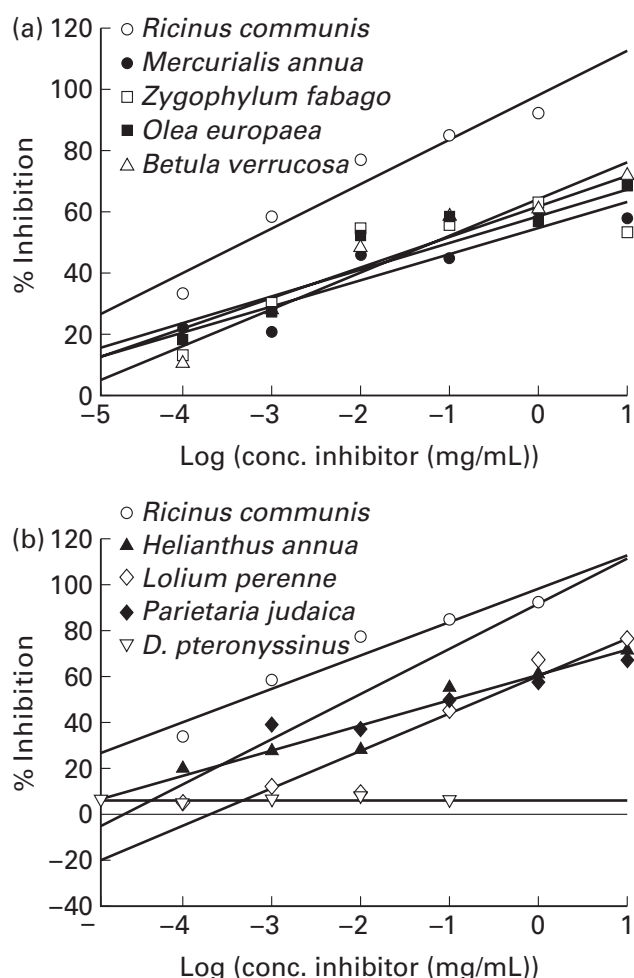 (a) 120
100
80
60
40
20
0
% Inhibition
Ricinus communis
Mercurialis annua
Zygophylum fabago
Olea europaea
Betula verrucosa
−5 −4 −3 −2 −1 0 1
Log (conc. inhibitor (mg/mL))
(b) 120
100
80
60
40
20
0
−20
−40
% Inhibition
Ricinus communis
Helianthus annua
Lolium perenne
Parietaria judaica
D. pteronyssinus
− −4 −3 −2 −1 0 1
Log (conc. inhibitor (mg/mL))